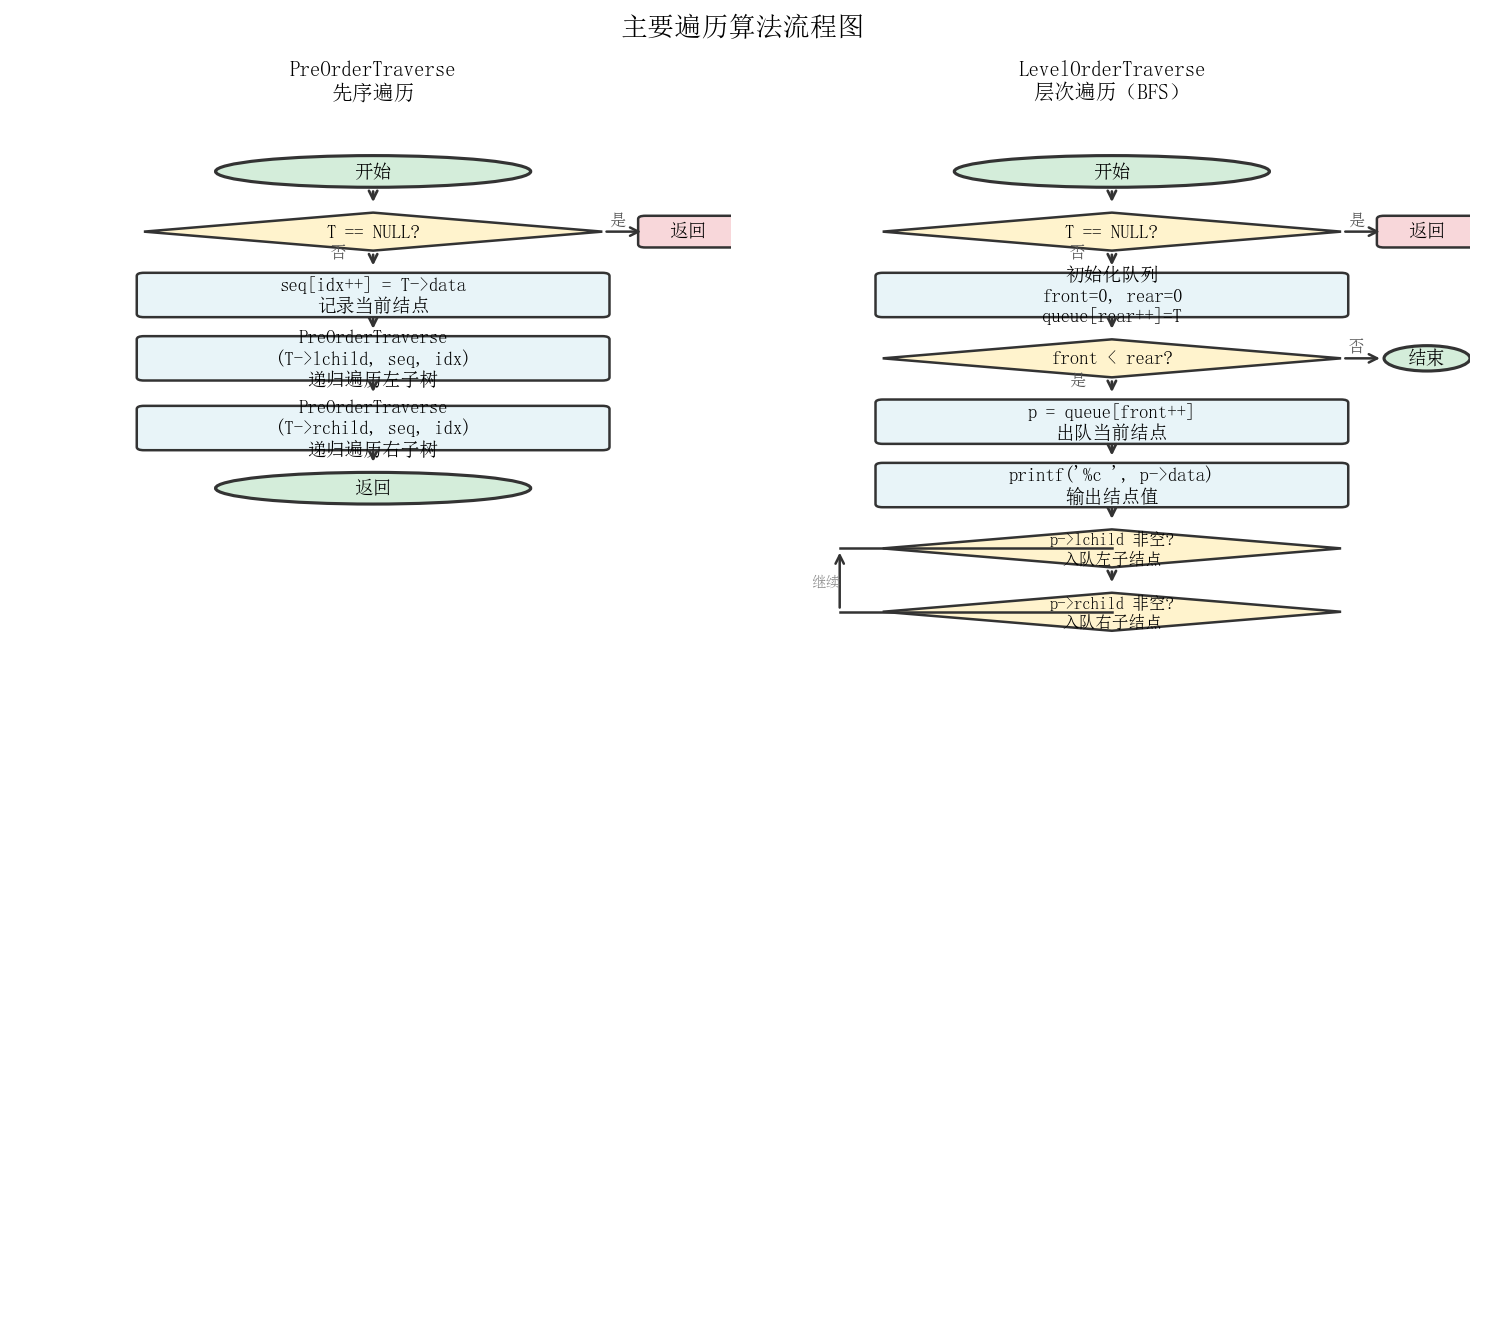 主要遍历算法流程图
PreOrderTraverse
先序遍历
开始
T == NULL?
是
返回
否
seq[idx++] = T->data
记录当前结点
PreOrderTraverse
(T->lchild, seq, idx)
递归遍历左子树
PreOrderTraverse
(T->rchild, seq, idx)
递归遍历右子树
返回
LevelOrderTraverse
层次遍历（BFS）
开始
T == NULL?
是
返回
否
初始化队列
front=0, rear=0
queue[rear++]=T
front < rear?
否
结束
是
p = queue[front++]
出队当前结点
printf('%c ', p->data)
输出结点值
p->lchild 非空?
入队左子结点
继续
p->rchild 非空?
入队右子结点